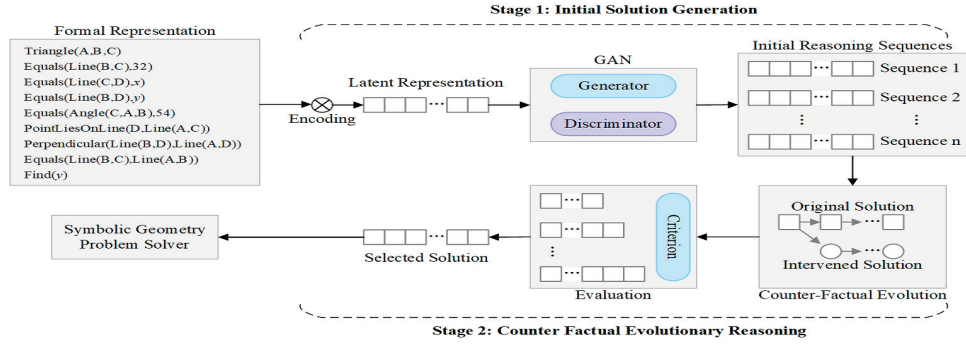 Stage 1: Initial Solution Generation
Formal Representation
Triangle(A,B,C)
Equals(Line(B,C),32)
Equals(Line(C,D),x)
Equals(Line(B,D),y)
Equals(Angle(C,A,B),54)
PointLiesOnLine(D,Line(A,C))
Perpendicular(Line(B,D),Line(A,D))
Equals(Line(B,C),Line(A,B))
Find(y)
Encoding
Latent Representation
GAN
Generator
Discriminator
Initial Reasoning Sequences
Sequence 1
Sequence 2
Sequence n
Original Solution
Intervened Solution
Counter-Factual Evolution
Criterion
Evaluation
Selected Solution
Symbolic Geometry
Problem Solver
Stage 2: Counter Factual Evolutionary Reasoning